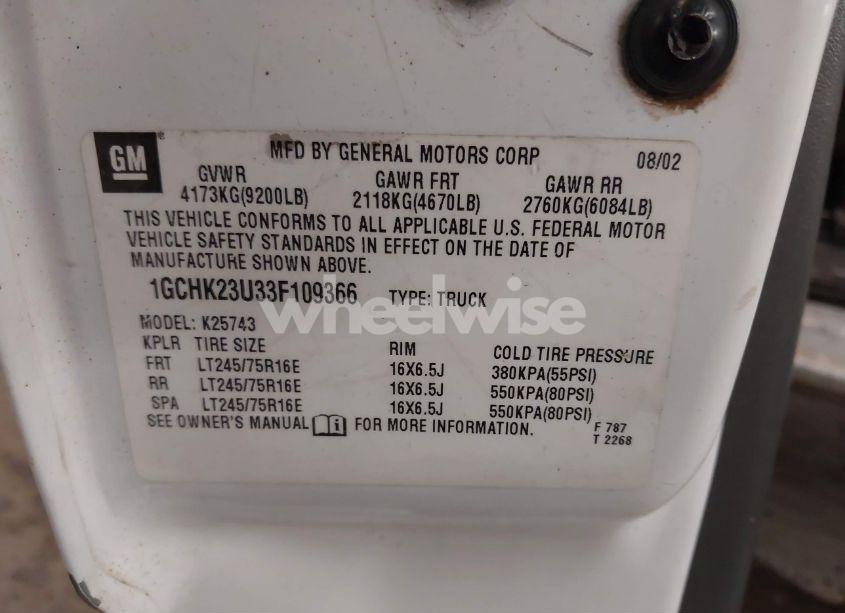 GM
MFD BY GENERAL MOTORS CORP 08/02
GVWR GAWR FRT GAWR RR
4173KG(9200LB) 2118KG(4670LB) 2760KG(6084LB)
THIS VEHICLE CONFORMS TO ALL APPLICABLE U.S. FEDERAL MOTOR
VEHICLE SAFETY STANDARDS IN EFFECT ON THE DATE OF
MANUFACTURE SHOWN ABOVE.
1GCHK23U33F109366 TYPE: TRUCK
wheelwise
MODEL: K25743
KPLR TIRE SIZE RIM COLD TIRE PRESSURE
FRT LT245/75R16E 16X6.5J 380KPA(55PSI)
RR LT245/75R16E 16X6.5J 550KPA(80PSI)
SPA LT245/75R16E 16X6.5J 550KPA(80PSI)
SEE OWNER'S MANUAL i FOR MORE INFORMATION.
F 787
T 2268